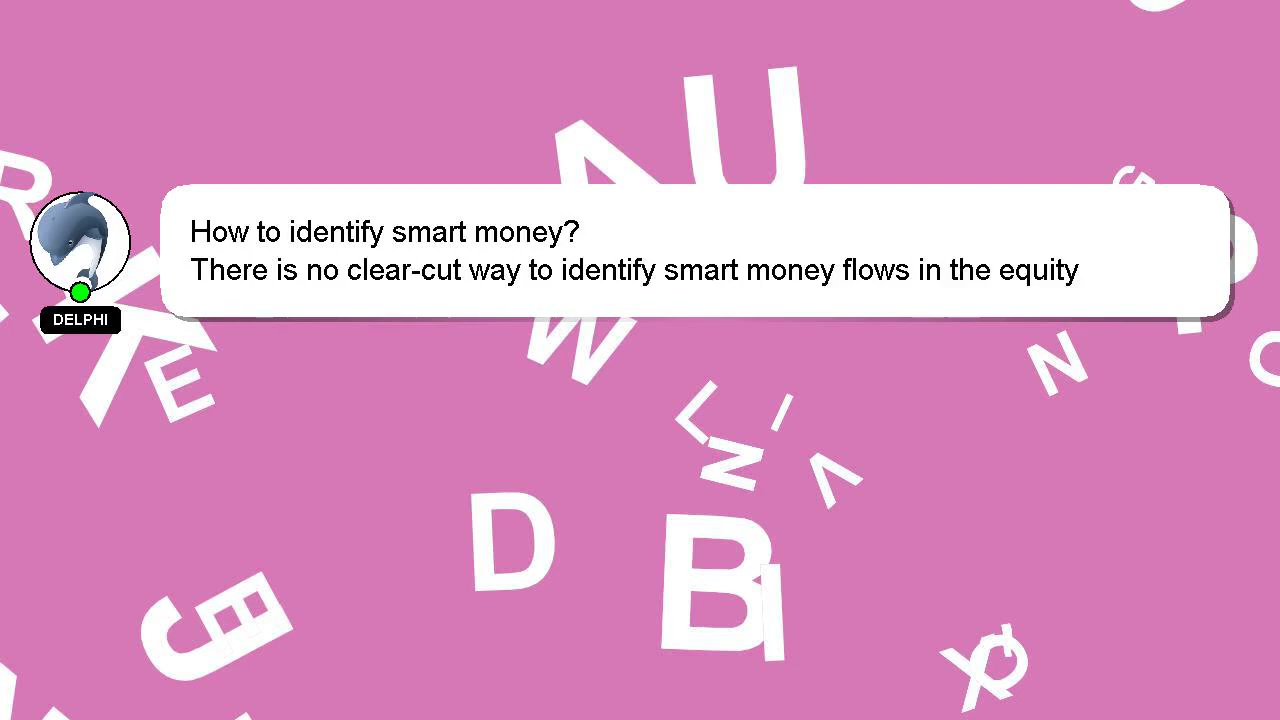 How to identify smart money?
There is no clear-cut way to identify smart money flows in the equity
DELPHI
R
A
U
G
P
K
E
W
N
C
L
I
N
V
D
B
I
C
E
X
Q